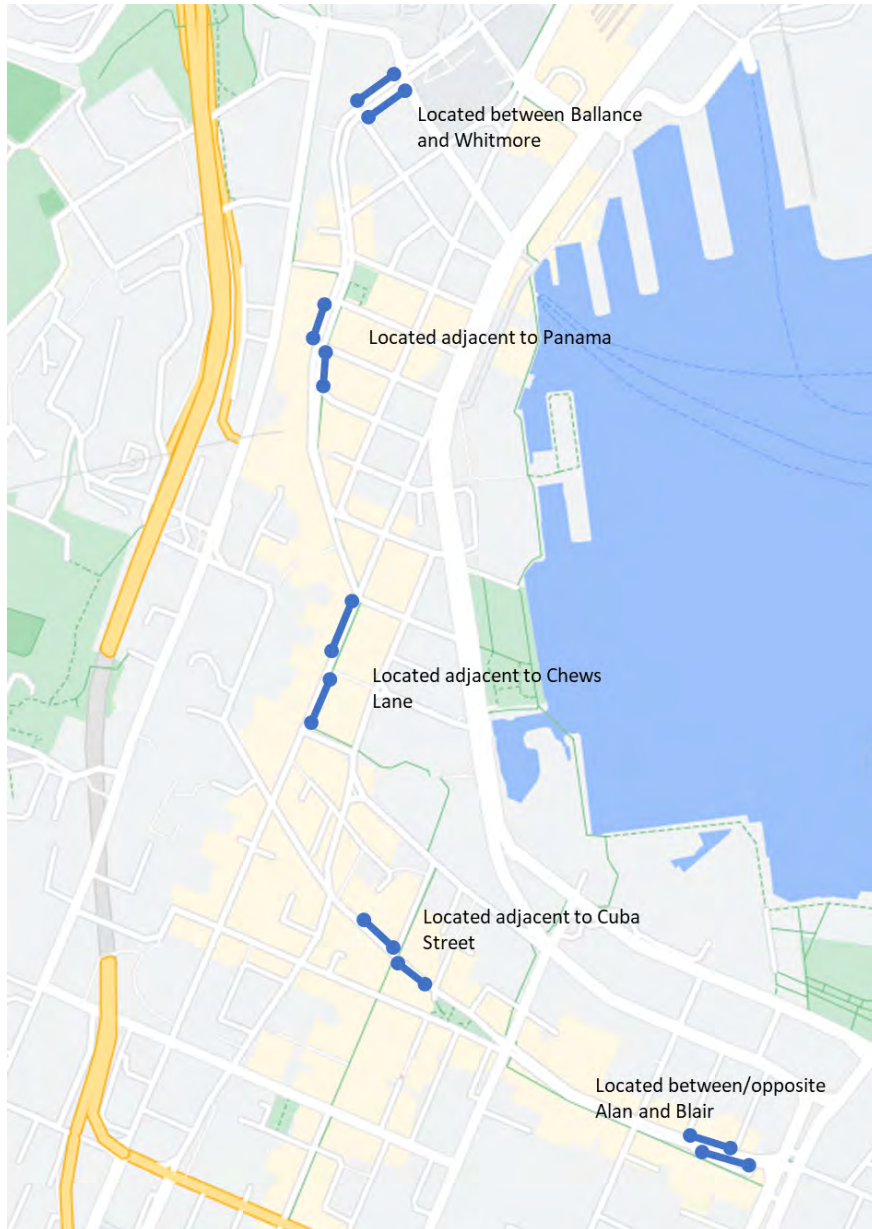 Located between Ballance
and Whitmore
Located adjacent to Panama
Located adjacent to Chews
Lane
Located adjacent to Cuba
Street
Located between/opposite
Alan and Blair